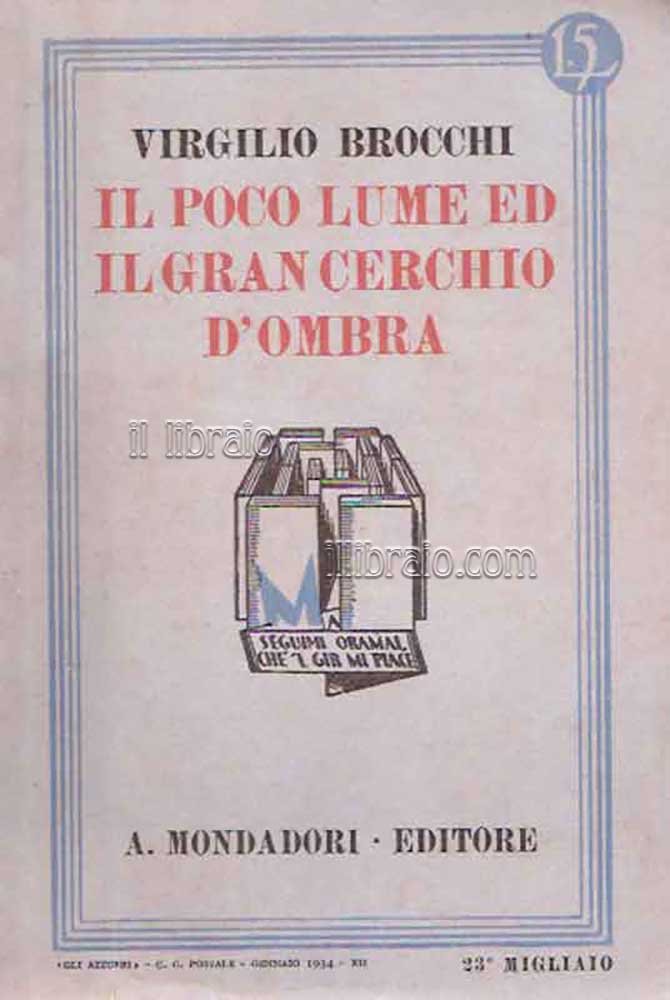 15L
VIRGILIO BROCCHI
IL POCO LUME ED
IL GRAN CERCHIO
D'OMBRA
il libraio
illibraio.com
M
A
SEGUIMI ORAMAI,
CHE 'L GIR MI PIACE
A. MONDADORI · EDITORE
«GLI AZZURRI» - C. C. POSTALE - GENNAIO 1934 - XII
23° MIGLIAIO